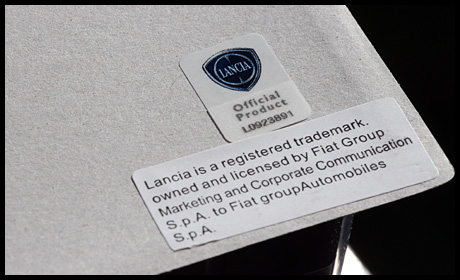 LANCIA
Official
Product
L0923891
Lancia is a registered trademark.
owned and licensed by Fiat Group
Marketing and Corporate Communication
S.p.A. to Fiat groupAutomobiles
S.p.A.